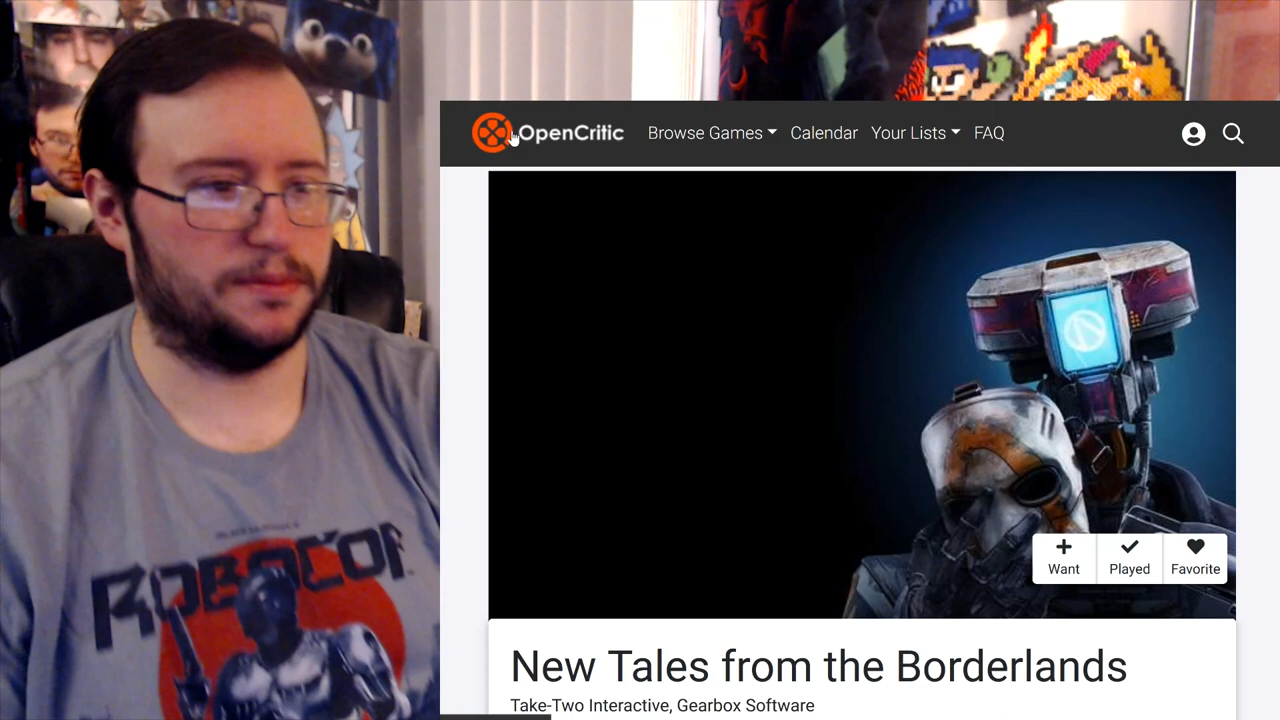 OpenCritic Browse Games Calendar Your Lists FAQ
Want Played Favorite
New Tales from the Borderlands
Take-Two Interactive, Gearbox Software
ROBOCOP